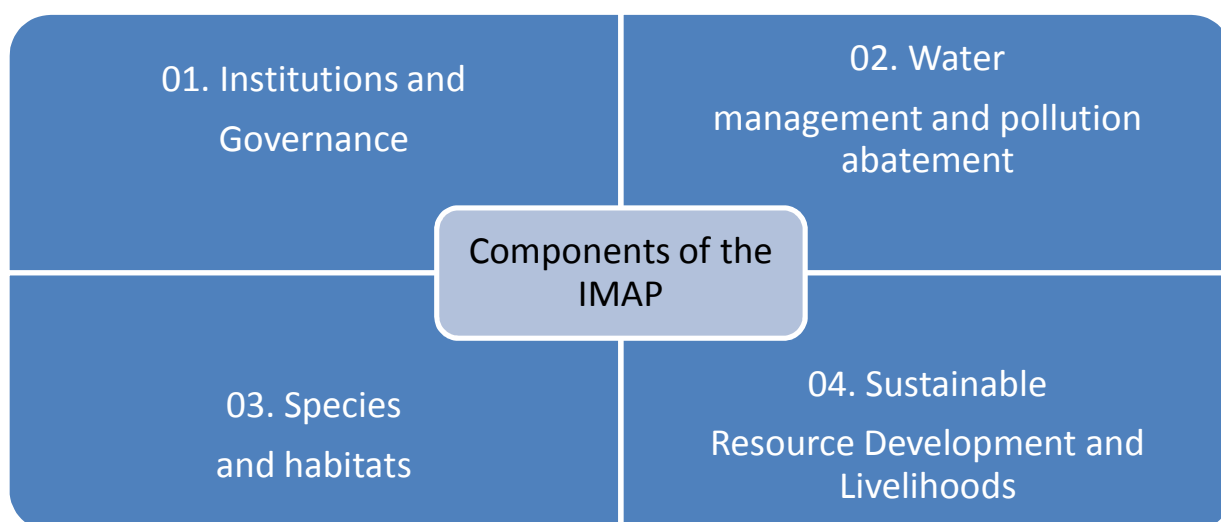 01. Institutions and
Governance
02. Water
management and pollution
abatement
Components of the
IMAP
03. Species
and habitats
04. Sustainable
Resource Development and
Livelihoods